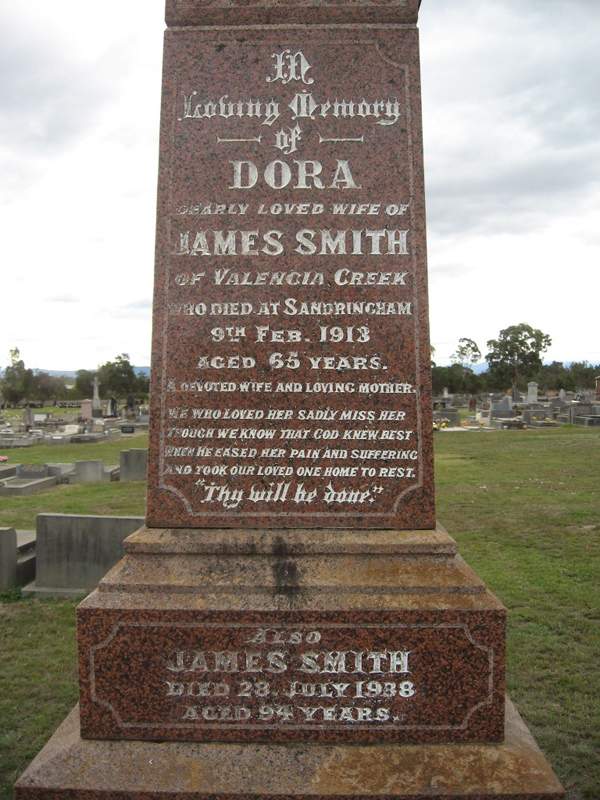 In
Loving Memory
of
DORA
DEARLY LOVED WIFE OF
JAMES SMITH
OF VALENCIA CREEK
WHO DIED AT SANDRINGHAM
9TH FEB. 1913
AGED 65 YEARS.
A DEVOTED WIFE AND LOVING MOTHER.
WE WHO LOVED HER SADLY MISS HER
THOUGH WE KNOW THAT GOD KNEW BEST
WHEN HE EASED HER PAIN AND SUFFERING
AND TOOK OUR LOVED ONE HOME TO REST.
"Thy will be done."
ALSO
JAMES SMITH
DIED 23. JULY 1938
AGED 94 YEARS.